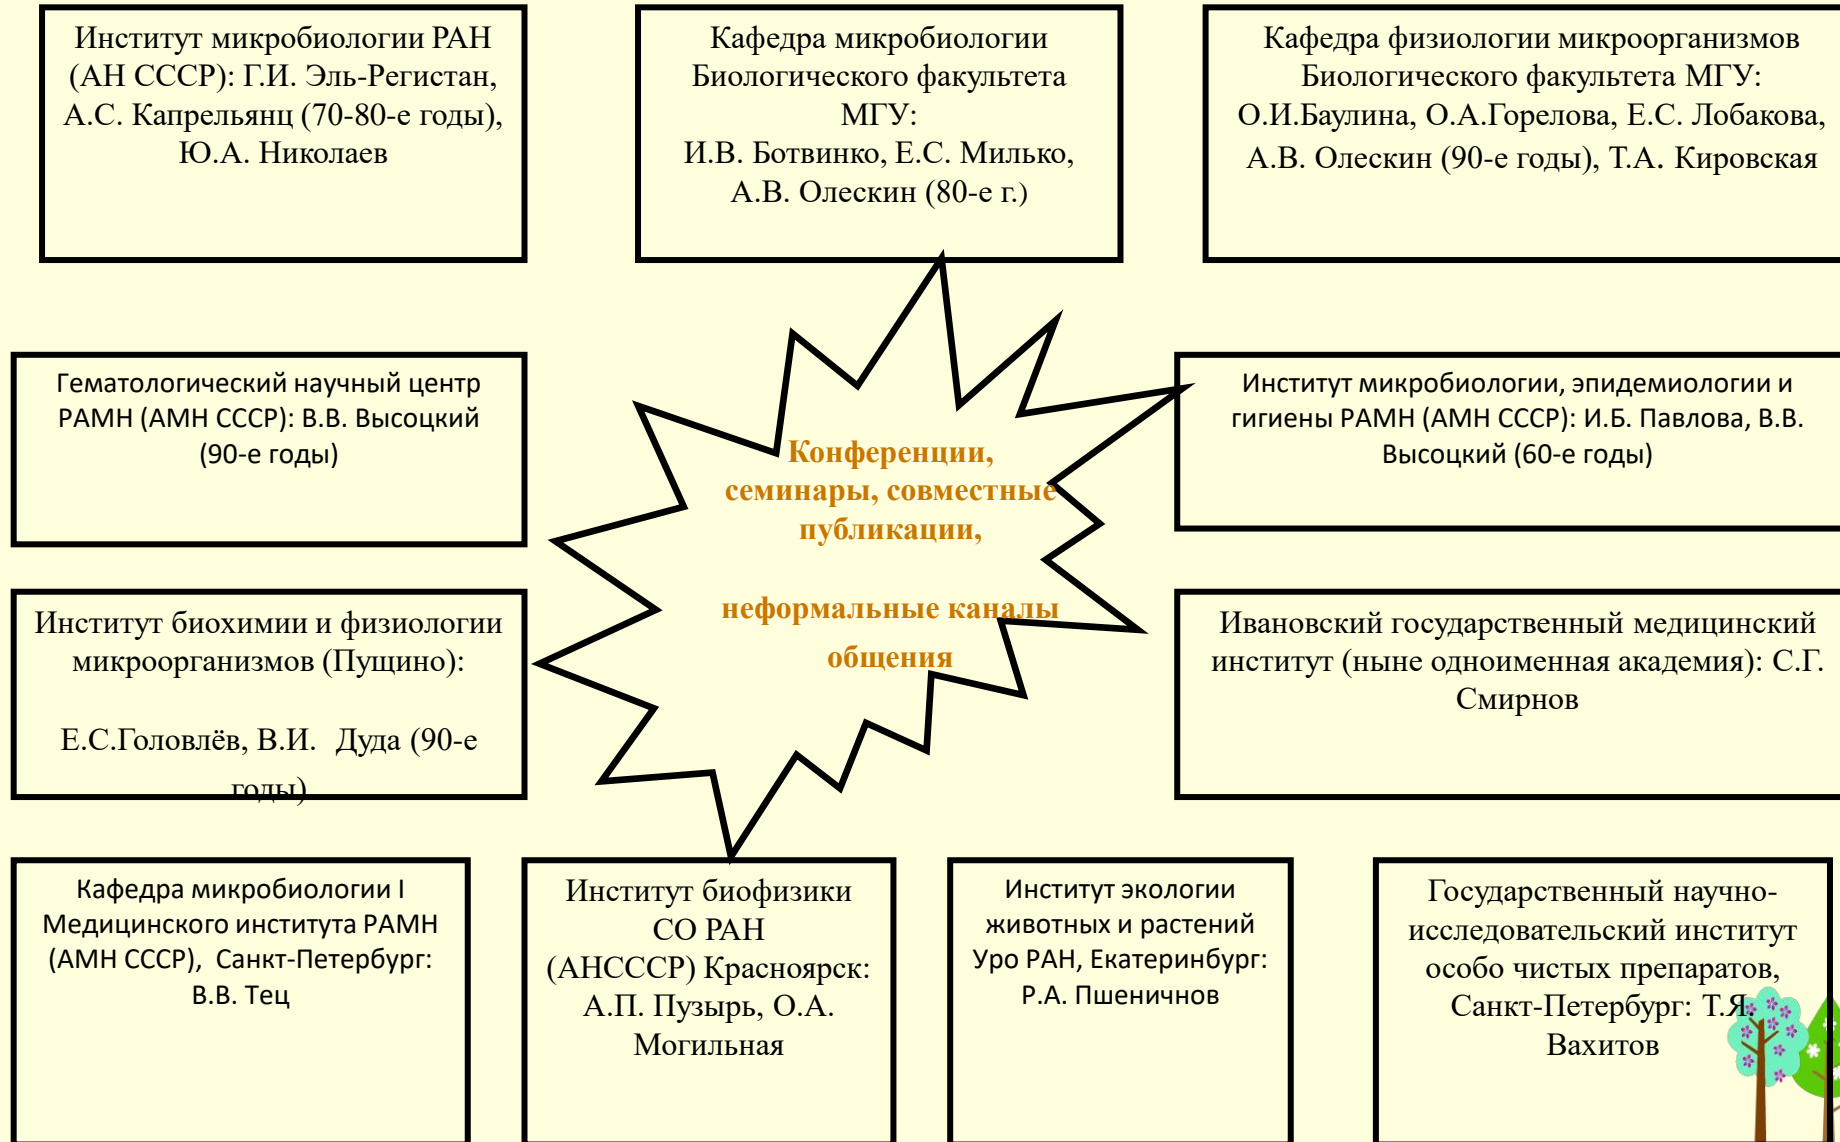 Институт микробиологии РАН
(АН СССР): Г.И. Эль-Регистан,
А.С. Капрельянц (70-80-е годы),
Ю.А. Николаев
Кафедра микробиологии
Биологического факультета
МГУ:
И.В. Ботвинко, Е.С. Милько,
А.В. Олескин (80-е г.)
Кафедра физиологии микроорганизмов
Биологического факультета МГУ:
О.И.Баулина, О.А.Горелова, Е.С. Лобакова,
А.В. Олескин (90-е годы), Т.А. Кировская
Гематологический научный центр
РАМН (АМН СССР): В.В. Высоцкий
(90-е годы)
Конференции,
семинары, совместные
публикации,
неформальные каналы
общения
Институт микробиологии, эпидемиологии и
гигиены РАМН (АМН СССР): И.Б. Павлова, В.В.
Высоцкий (60-е годы)
Институт биохимии и физиологии
микроорганизмов (Пущино):
Е.С.Головлёв, В.И. Дуда (90-е
годы)
Ивановский государственный медицинский
институт (ныне одноименная академия): С.Г.
Смирнов
Кафедра микробиологии I
Медицинского института РАМН
(АМН СССР), Санкт-Петербург:
В.В. Тец
Институт биофизики
СО РАН
(АНСССР) Красноярск:
А.П. Пузырь, О.А.
Могильная
Институт экологии
животных и растений
Уро РАН, Екатеринбург:
Р.А. Пшеничнов
Государственный научно-
исследовательский институт
особо чистых препаратов,
Санкт-Петербург: Т.Я.
Вахитов